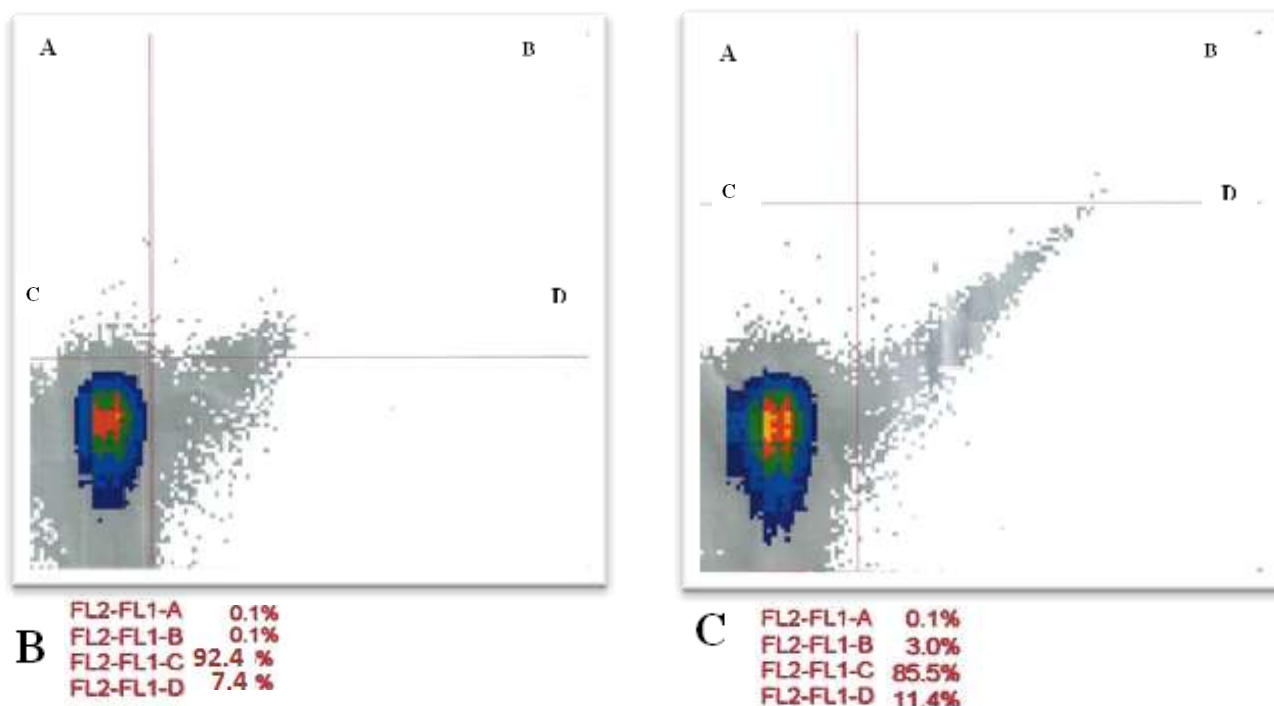 A B
C D
FL2-FL1-A 0.1%
FL2-FL1-B 0.1%
FL2-FL1-C 92.4 %
FL2-FL1-D 7.4 %
B
A B
C D
FL2-FL1-A 0.1%
FL2-FL1-B 3.0%
FL2-FL1-C 85.5%
FL2-FL1-D 11.4%
C